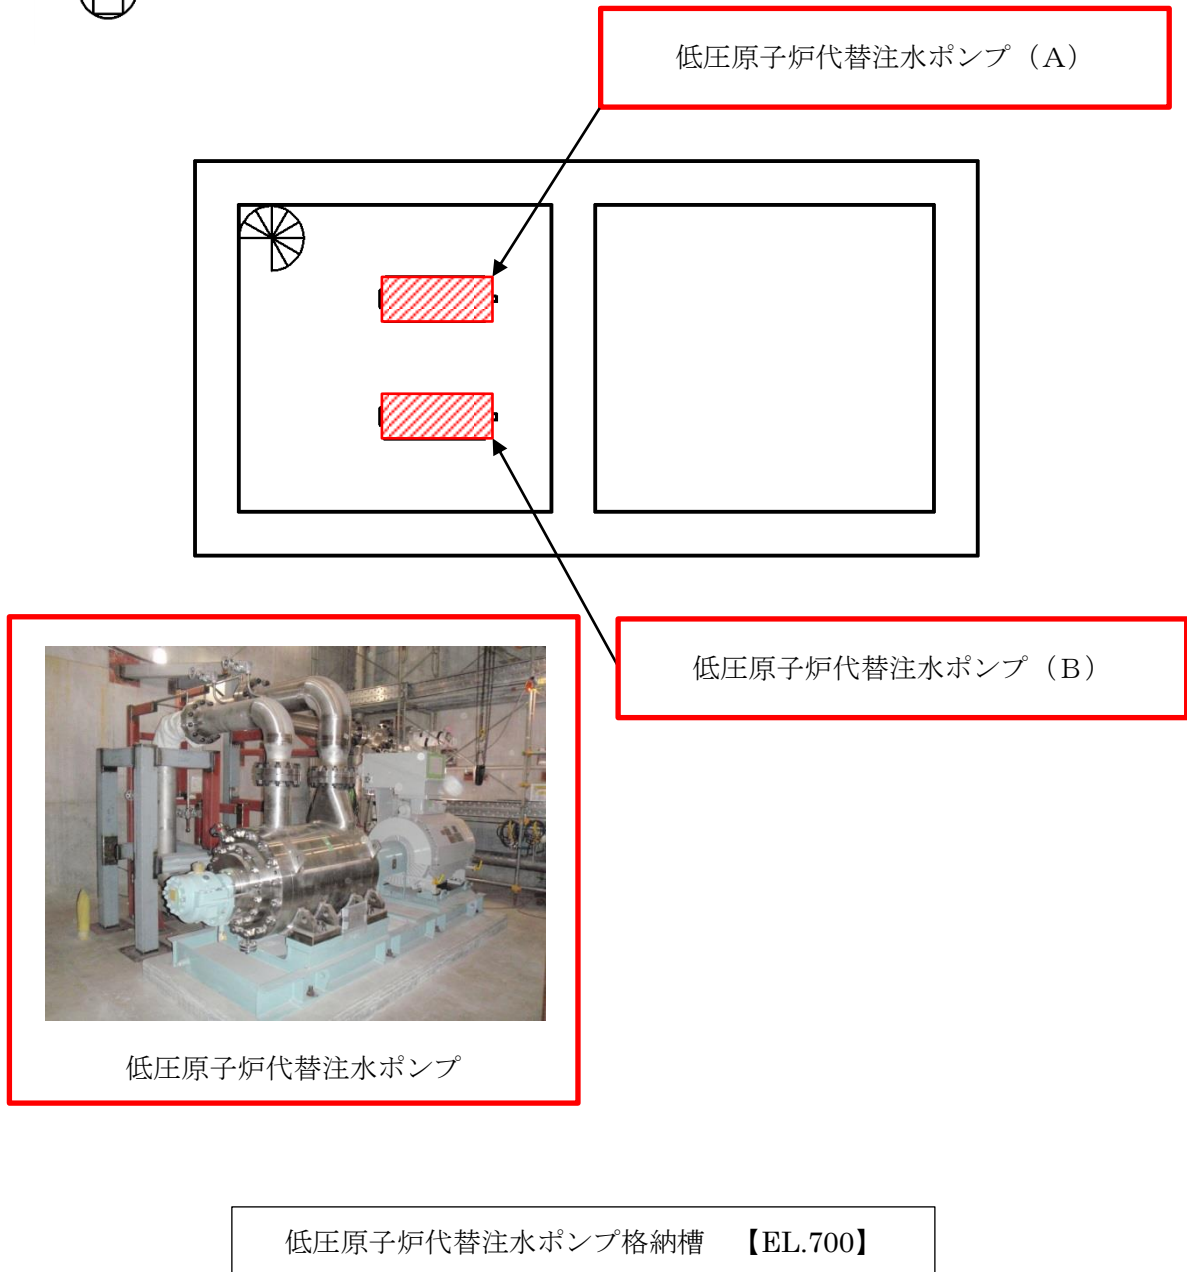 低圧原子炉代替注水ポンプ（A）
低圧原子炉代替注水ポンプ（B）
低圧原子炉代替注水ポンプ
低圧原子炉代替注水ポンプ格納槽　【EL.700】